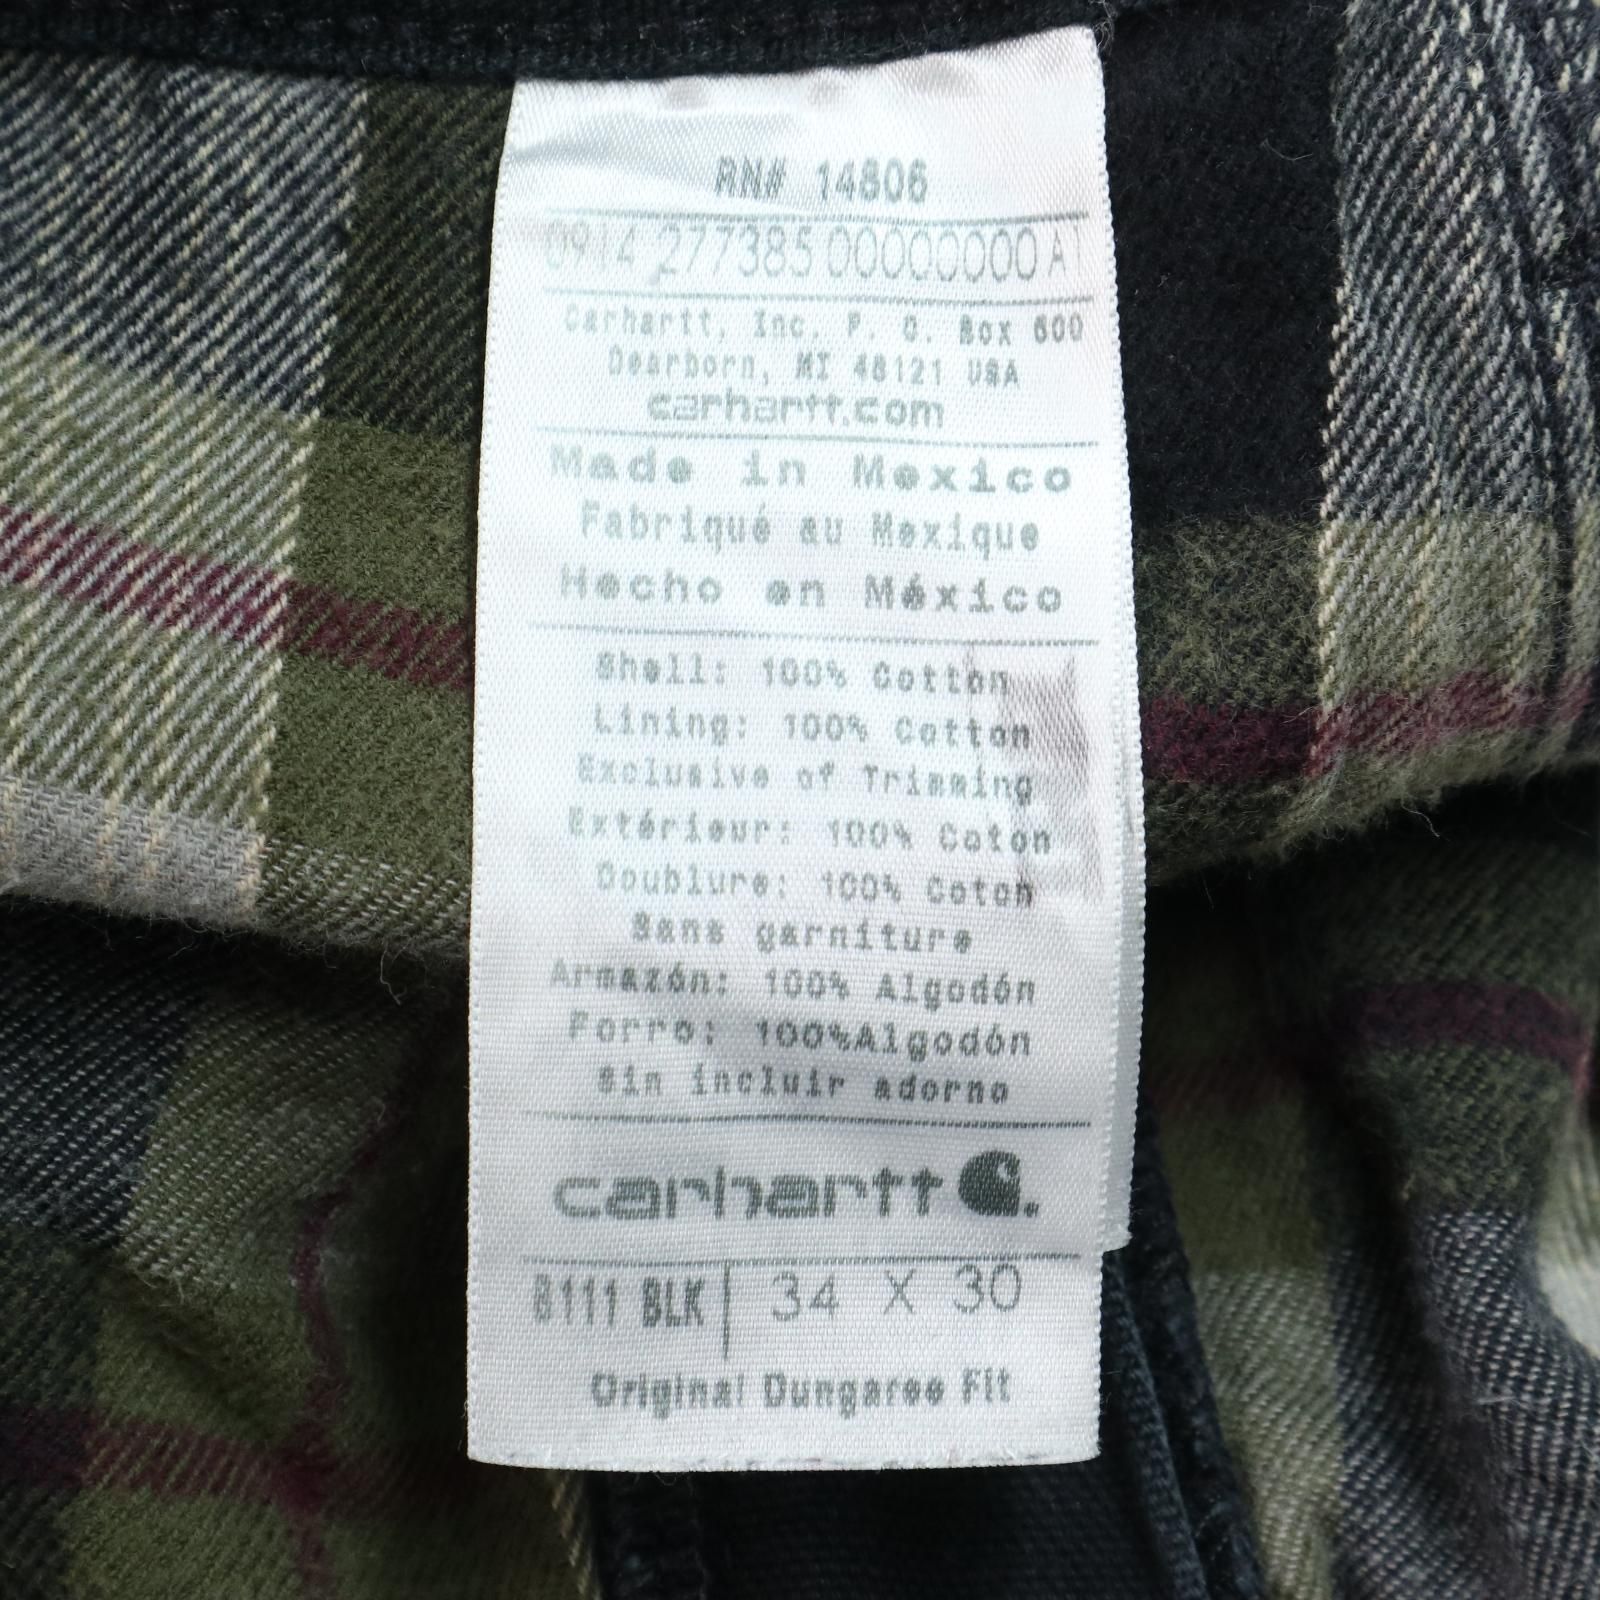 RN# 14806
0914 277385 00000000 A1
Carhartt, Inc. P. O. Box 600
Dearborn, MI 48121 USA
carhartt.com
Made in Mexico
Fabriqué au Mexique
Hecho en México
Shell: 100% Cotton
Lining: 100% Cotton
Exclusive of Trimming
Extérieur: 100% Coton
Doublure: 100% Coton
Sans garniture
Armazón: 100% Algodón
Forro: 100%Algodón
Sin incluir adorno
carhartt
8111 BLK 34 X 30
Original Dungaree Fit